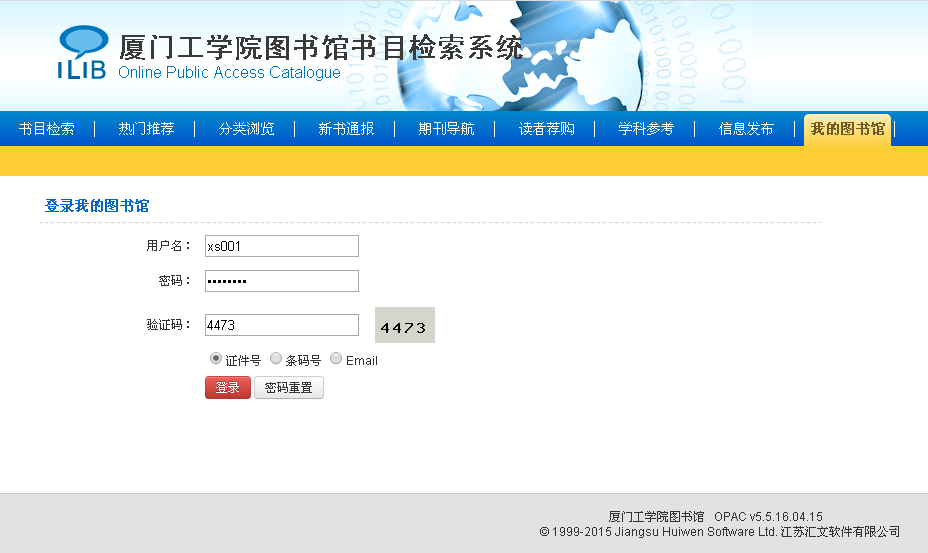 厦门工学院图书馆书目检索系统
ILIB
Online Public Access Catalogue
书目检索 热门推荐 分类浏览 新书通报 期刊导航 读者荐购 学科参考 信息发布 我的图书馆
登录我的图书馆
用户名： xs001
密码： ••••••••
验证码： 4473 4473
证件号 条码号 Email
登录 密码重置
厦门工学院图书馆 OPAC v5.5.16.04.15
© 1999-2015 Jiangsu Huiwen Software Ltd. 江苏汇文软件有限公司